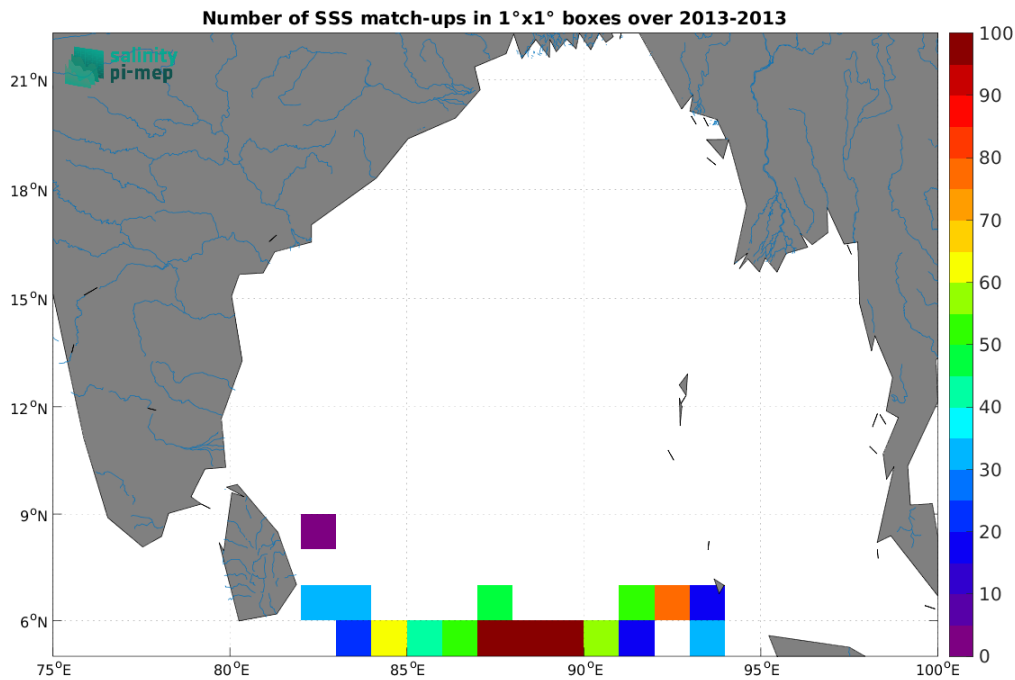 Number of SSS match-ups in 1°x1° boxes over 2013-2013
salinity
pi-mep
21°N
18°N
15°N
12°N
9°N
6°N
75°E 80°E 85°E 90°E 95°E 100°E
100
90
80
70
60
50
40
30
20
10
0